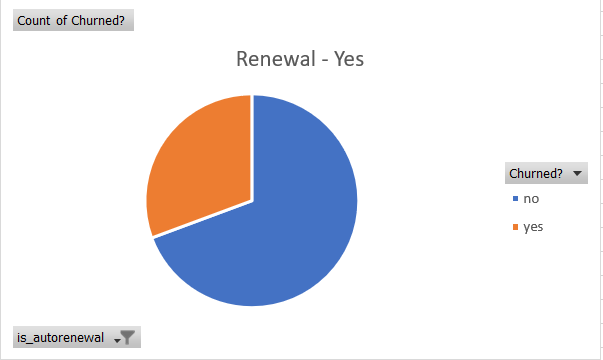 Count of Churned?
Renewal - Yes
Churned?
no
yes
is_autorenewal